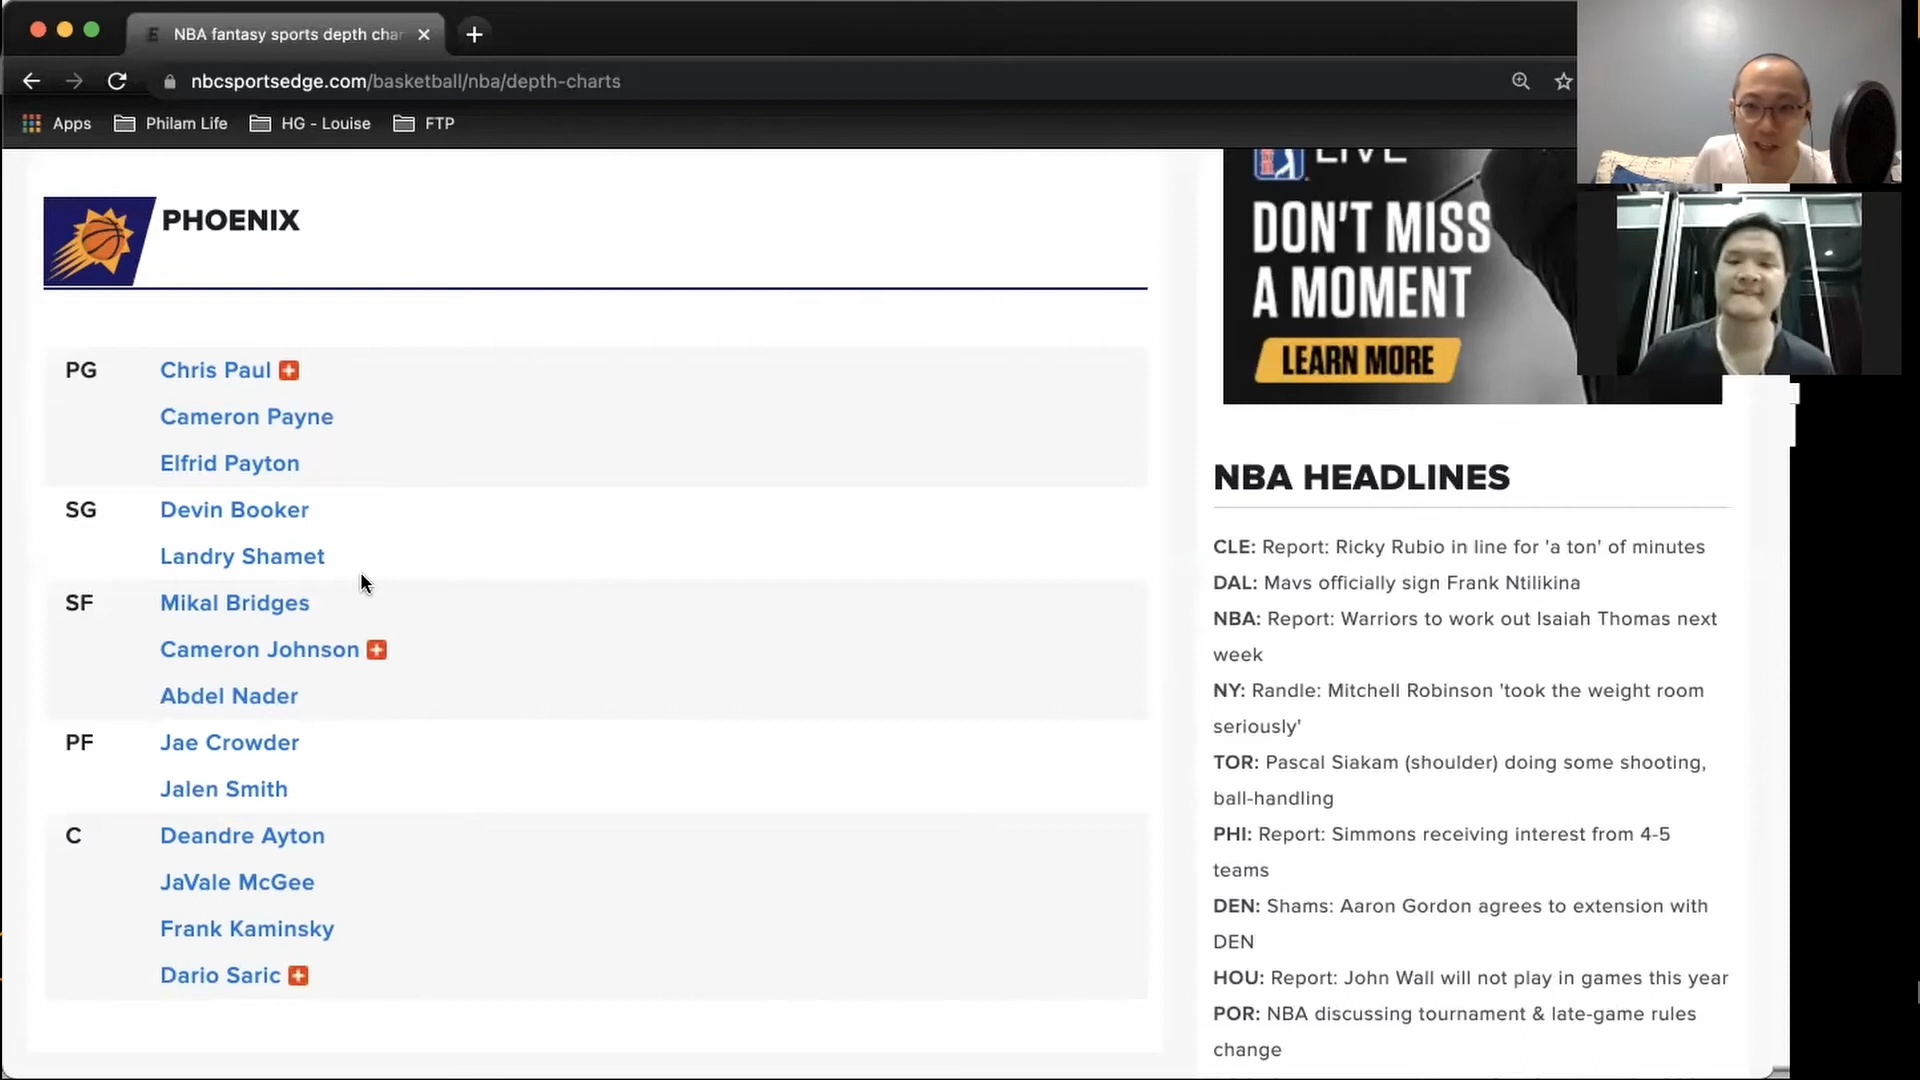 NBA fantasy sports depth char
nbcsportsedge.com/basketball/nba/depth-charts
Apps
Philam Life
HG - Louise
FTP
PHOENIX
PG
Chris Paul
Cameron Payne
Elfrid Payton
SG
Devin Booker
Landry Shamet
SF
Mikal Bridges
Cameron Johnson
Abdel Nader
PF
Jae Crowder
Jalen Smith
C
Deandre Ayton
JaVale McGee
Frank Kaminsky
Dario Saric
LIVE
DON'T MISS
A MOMENT
LEARN MORE
NBA HEADLINES
CLE: Report: Ricky Rubio in line for 'a ton' of minutes
DAL: Mavs officially sign Frank Ntilikina
NBA: Report: Warriors to work out Isaiah Thomas next
week
NY: Randle: Mitchell Robinson 'took the weight room
seriously'
TOR: Pascal Siakam (shoulder) doing some shooting,
ball-handling
PHI: Report: Simmons receiving interest from 4-5
teams
DEN: Shams: Aaron Gordon agrees to extension with
DEN
HOU: Report: John Wall will not play in games this year
POR: NBA discussing tournament & late-game rules
change